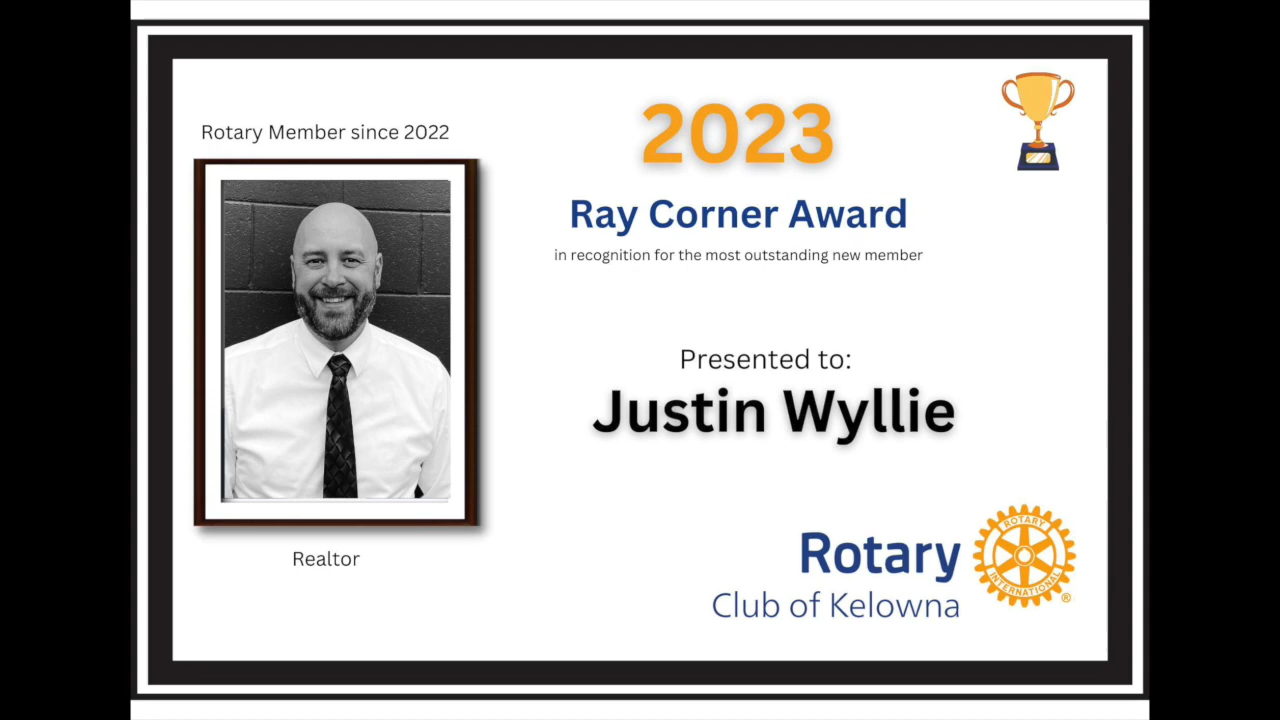 Rotary Member since 2022
Realtor
2023
Ray Corner Award
in recognition for the most outstanding new member
Presented to:
Justin Wyllie
Rotary
Club of Kelowna
ROTARY
INTERNATIONAL
®